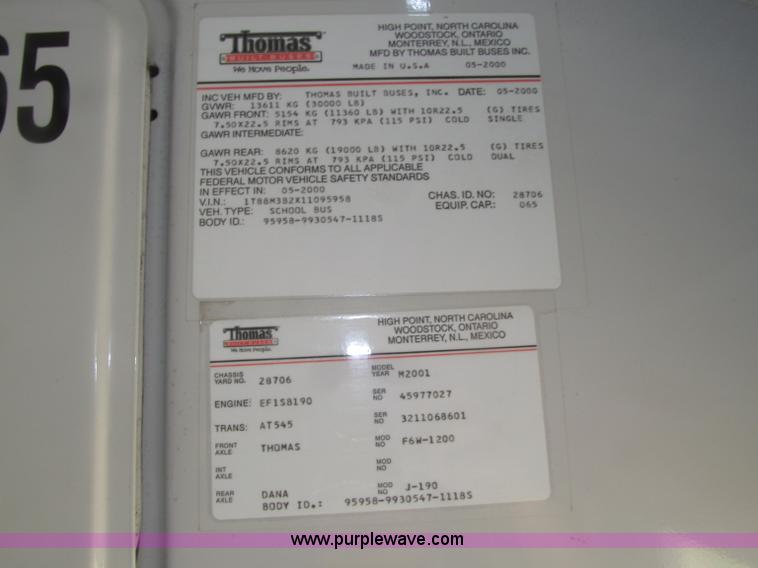 65
Thomas
BUILT BUSES
We Move People.
HIGH POINT, NORTH CAROLINA
WOODSTOCK, ONTARIO
MONTERREY, N.L., MEXICO
MFD BY THOMAS BUILT BUSES INC.
MADE IN U.S.A 05-2000
INC VEH MFD BY: THOMAS BUILT BUSES, INC. DATE: 05-2000
GVWR: 13611 KG (30000 LB)
GAWR FRONT: 5154 KG (11360 LB) WITH 10R22.5 (G) TIRES
7.50X22.5 RIMS AT 793 KPA (115 PSI) COLD SINGLE
GAWR INTERMEDIATE:
GAWR REAR: 8620 KG (19000 LB) WITH 10R22.5 (G) TIRES
7.50X22.5 RIMS AT 793 KPA (115 PSI) COLD DUAL
THIS VEHICLE CONFORMS TO ALL APPLICABLE
FEDERAL MOTOR VEHICLE SAFETY STANDARDS
IN EFFECT IN: 05-2000
V.I.N.: 1T88M3B2X11095958 CHAS. ID. NO: 28706
VEH. TYPE: SCHOOL BUS EQUIP. CAP.: 065
BODY ID.: 95958-9930547-1118S
Thomas
BUILT BUSES
We Move People.
HIGH POINT, NORTH CAROLINA
WOODSTOCK, ONTARIO
MONTERREY, N.L., MEXICO
CHASSIS YARD NO. 28706 MODEL YEAR M2001
ENGINE: EF1S8190 SER NO 45977027
TRANS: AT545 SER NO 3211068601
FRONT AXLE: THOMAS MOD NO F6W-1200
INT AXLE: MOD NO
REAR AXLE DANA MOD NO J-190
BODY ID.: 95958-9930547-1118S
www.purplewave.com